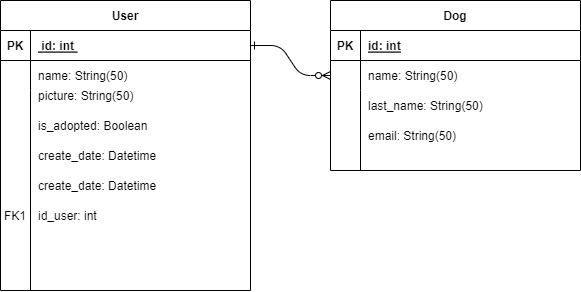 User
PK id: int
name: String(50)
picture: String(50)
is_adopted: Boolean
create_date: Datetime
create_date: Datetime
FK1 id_user: int
Dog
PK id: int
name: String(50)
last_name: String(50)
email: String(50)